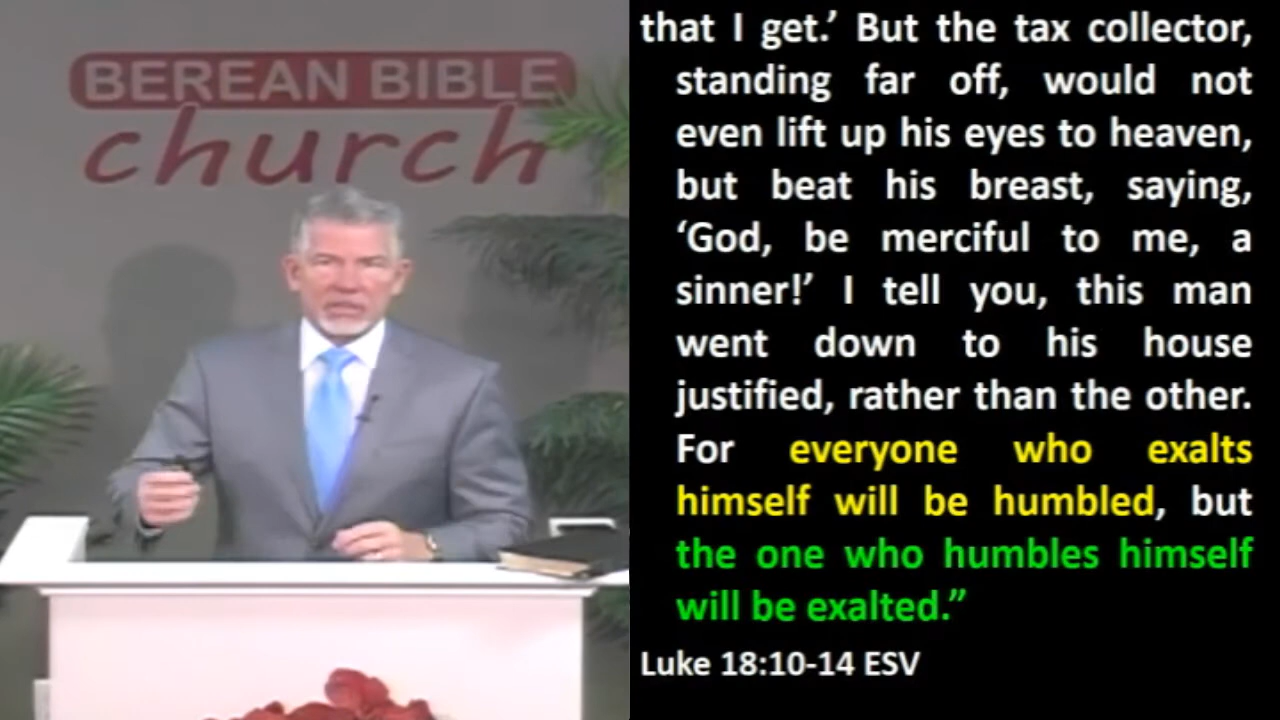 BEREAN BIBLE
church
that I get.’ But the tax collector,
standing far off, would not
even lift up his eyes to heaven,
but beat his breast, saying,
‘God, be merciful to me, a
sinner!’ I tell you, this man
went down to his house
justified, rather than the other.
For everyone who exalts
himself will be humbled, but
the one who humbles himself
will be exalted.”
Luke 18:10-14 ESV